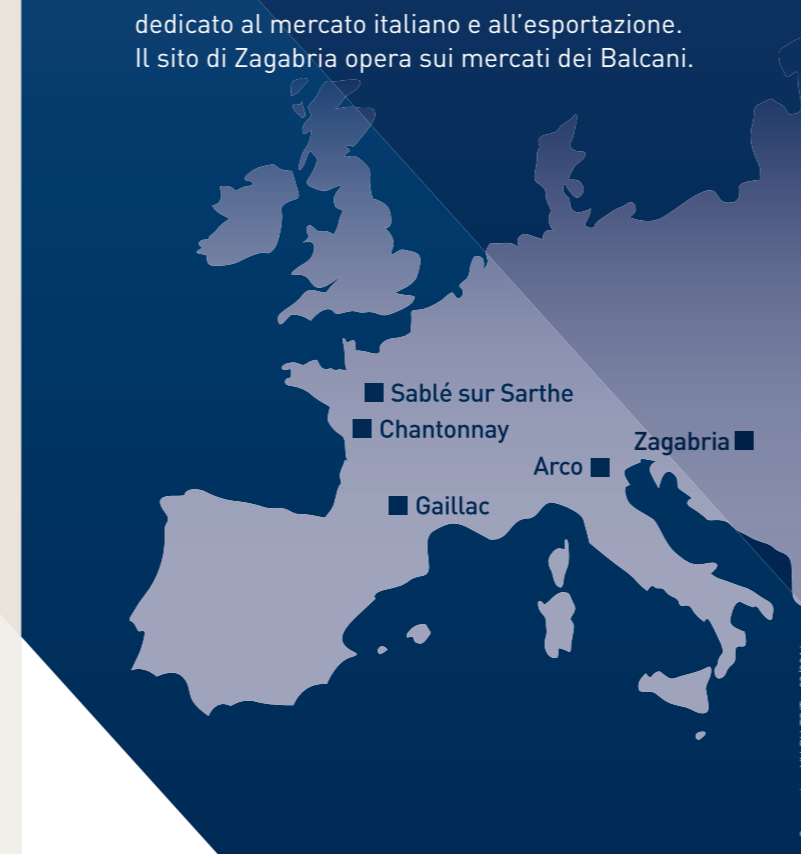 dedicato al mercato italiano e all'esportazione.
Il sito di Zagabria opera sui mercati dei Balcani.
Sablé sur Sarthe
Chantonnay
Zagabria
Arco
Gaillac